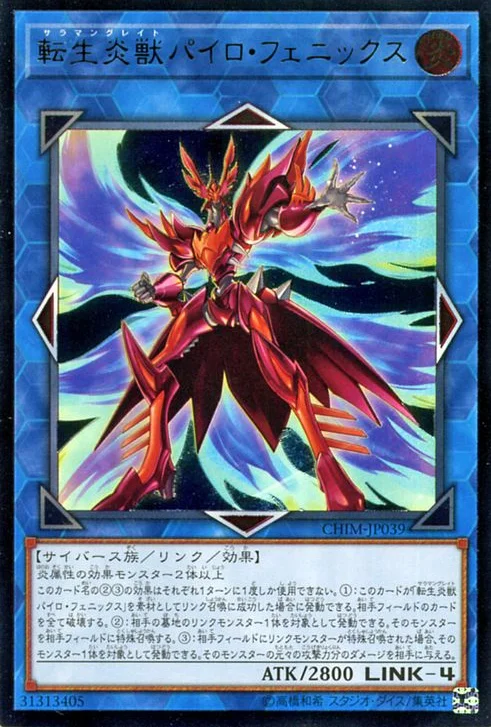 サラマングレイト
転生炎獣パイロ・フェニックス
炎
CHIM-JP039
【サイバース族／リンク／効果】
炎属性の効果モンスター2体以上
このカード名の②③の効果はそれぞれ1ターンに1度しか使用できない。①：このカードが「転生炎獣
パイロ・フェニックス」を素材としてリンク召喚に成功した場合に発動できる。相手フィールドのカード
を全て破壊する。②：相手の墓地のリンクモンスター1体を対象として発動できる。そのモンスター
を相手フィールドに特殊召喚する。③：相手フィールドにリンクモンスターが特殊召喚された場合、その
モンスター1体を対象として発動できる。そのモンスターの元々の攻撃力分のダメージを相手に与える。
ATK/2800 LINK-4
31313405
©高橋和希 スタジオ・ダイス/集英社